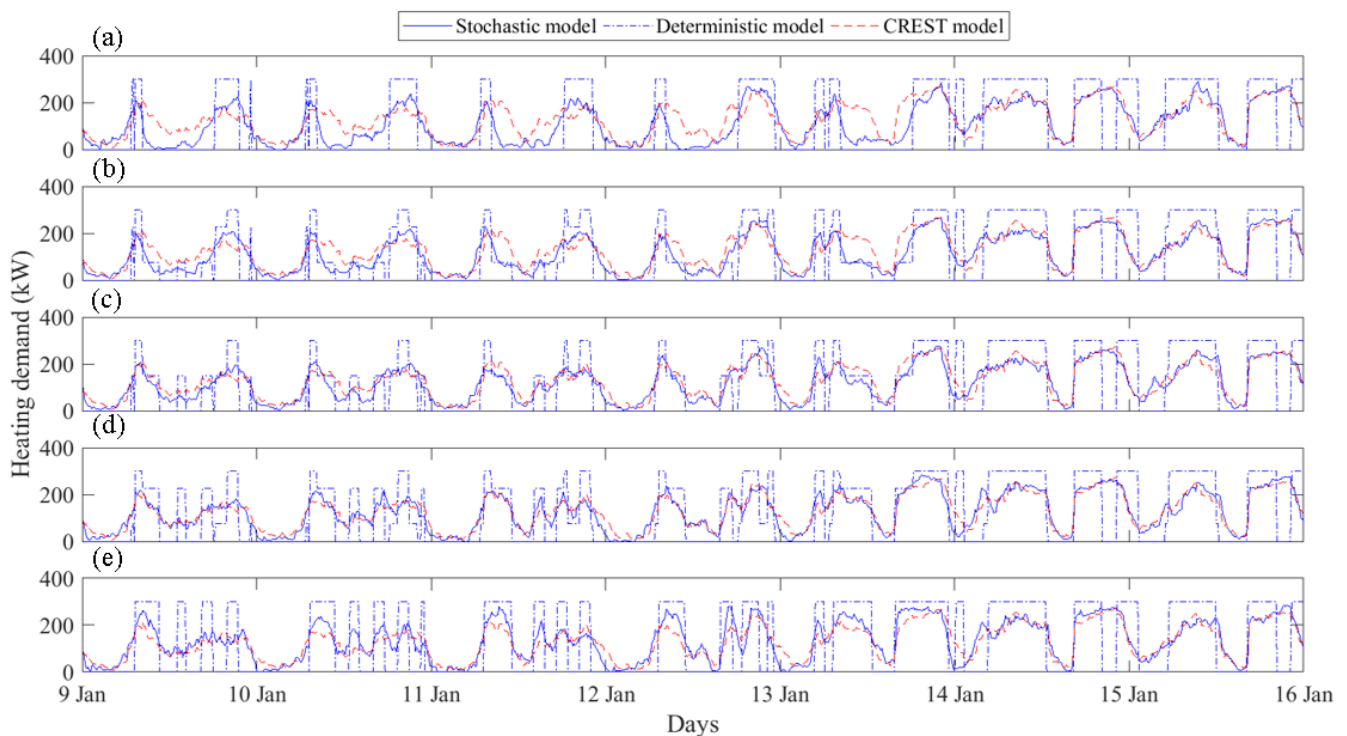 Stochastic model Deterministic model CREST model
(a)
400
200
0
(b)
400
200
0
(c)
400
200
0
(d)
400
200
0
(e)
400
200
0
Heating demand (kW)
9 Jan 10 Jan 11 Jan 12 Jan 13 Jan 14 Jan 15 Jan 16 Jan
Days